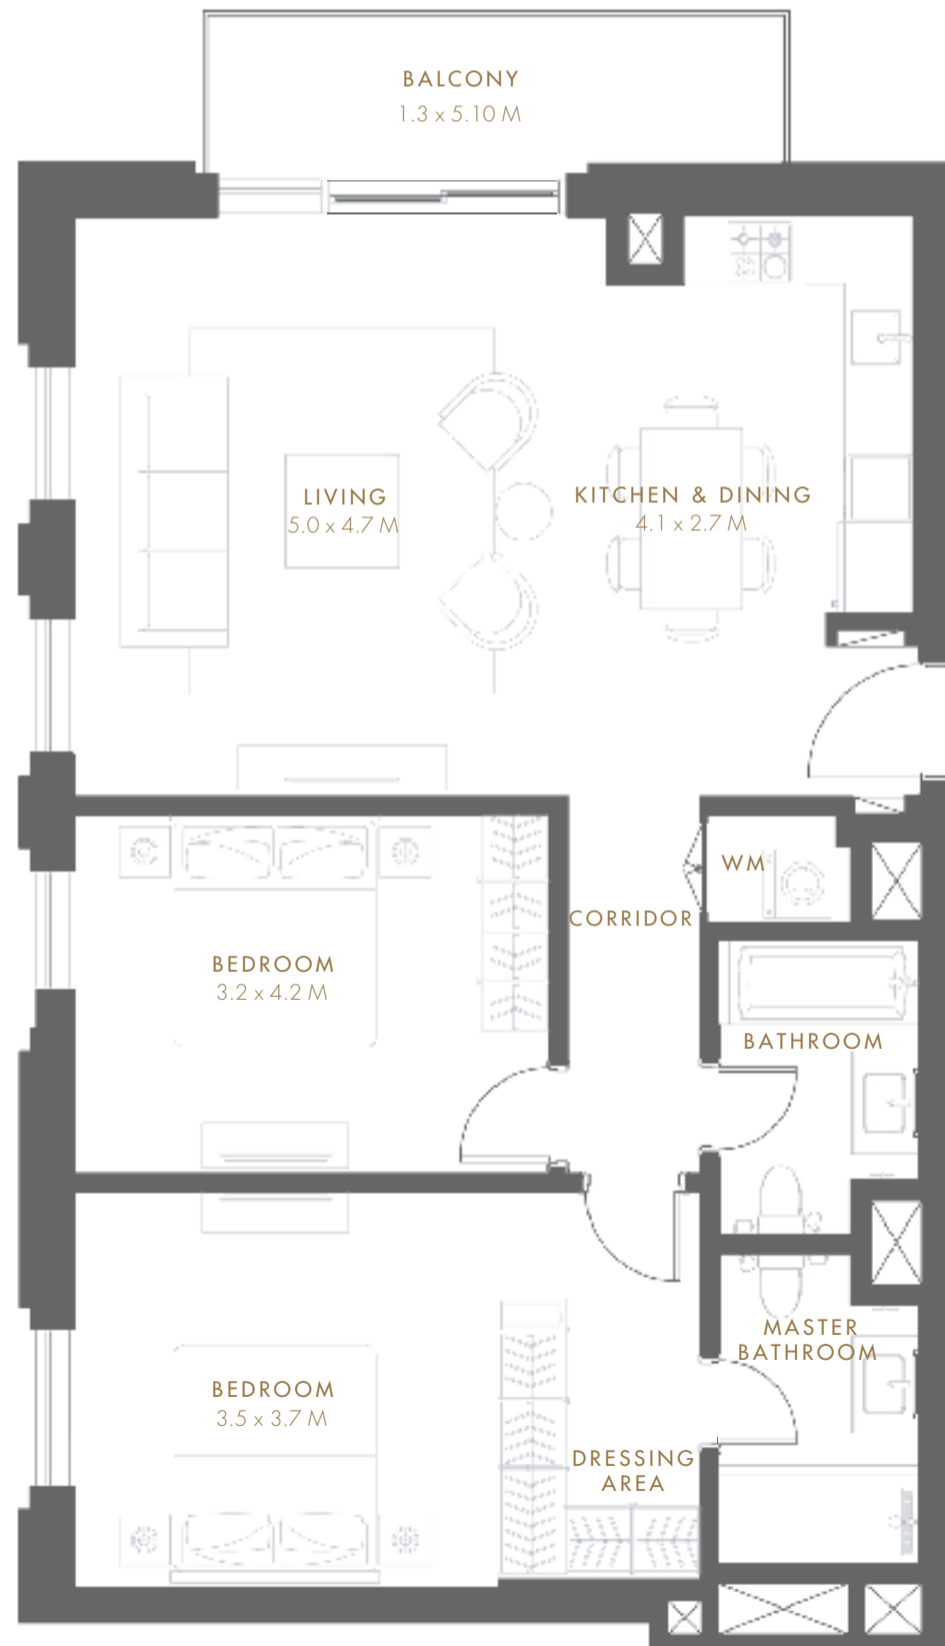 BALCONY
1.3 x 5.10 M
LIVING
5.0 x 4.7 M
KITCHEN & DINING
4.1 x 2.7 M
WM
CORRIDOR
BEDROOM
3.2 x 4.2 M
BATHROOM
MASTER
BATHROOM
BEDROOM
3.5 x 3.7 M
DRESSING
AREA